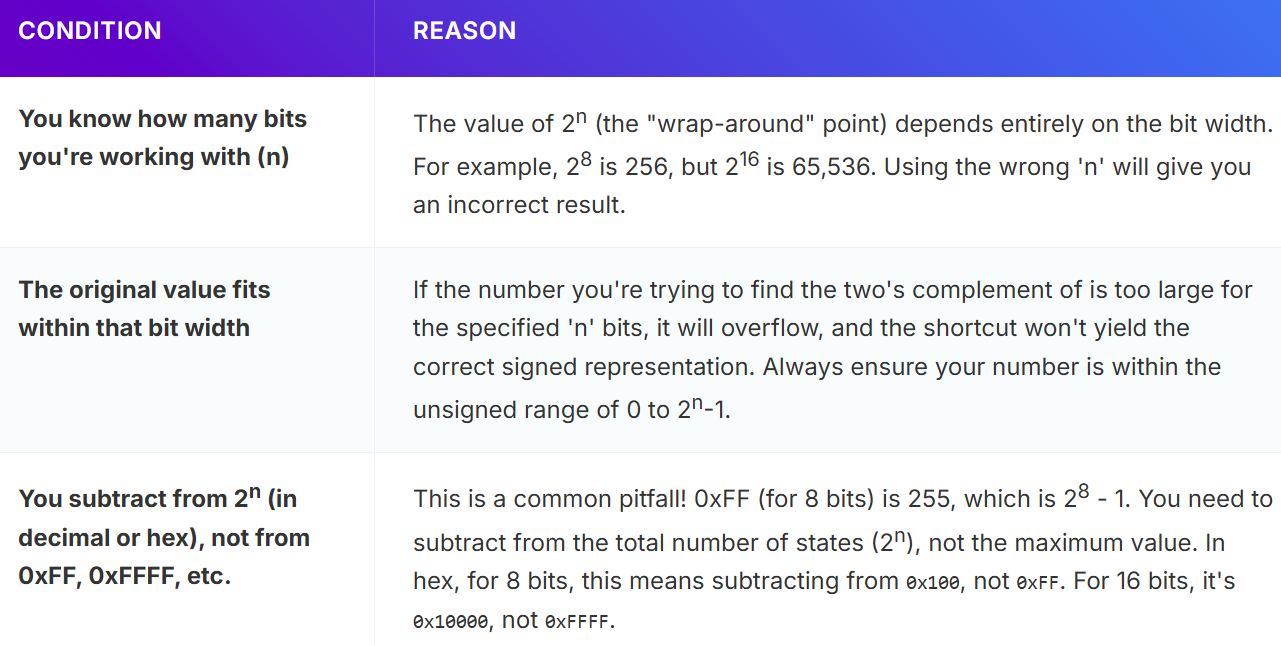 CONDITION
REASON
You know how many bits
you're working with (n)
The value of 2ⁿ (the "wrap-around" point) depends entirely on the bit width.
For example, 2⁸ is 256, but 2¹⁶ is 65,536. Using the wrong 'n' will give you
an incorrect result.
The original value fits
within that bit width
If the number you're trying to find the two's complement of is too large for
the specified 'n' bits, it will overflow, and the shortcut won't yield the
correct signed representation. Always ensure your number is within the
unsigned range of 0 to 2ⁿ-1.
You subtract from 2ⁿ (in
decimal or hex), not from
0xFF, 0xFFFF, etc.
This is a common pitfall! 0xFF (for 8 bits) is 255, which is 2⁸ - 1. You need to
subtract from the total number of states (2ⁿ), not the maximum value. In
hex, for 8 bits, this means subtracting from 0x100, not 0xFF. For 16 bits, it's
0x10000, not 0xFFFF.